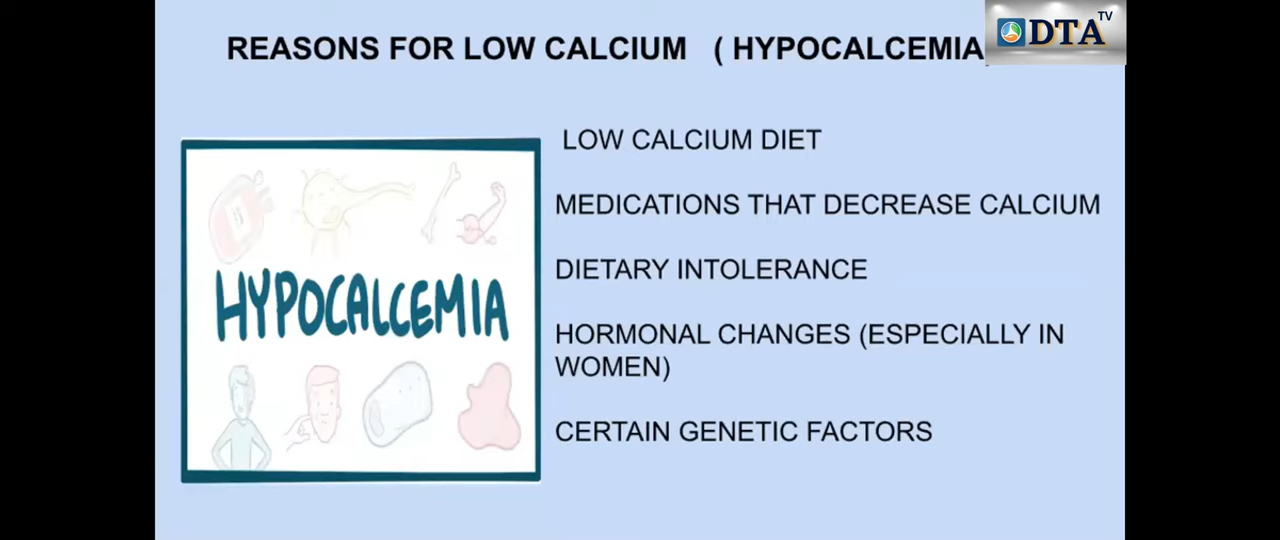 REASONS FOR LOW CALCIUM ( HYPOCALCEMIA)
DTA TV
LOW CALCIUM DIET
MEDICATIONS THAT DECREASE CALCIUM
DIETARY INTOLERANCE
HYPOCALCEMIA
HORMONAL CHANGES (ESPECIALLY IN
WOMEN)
CERTAIN GENETIC FACTORS